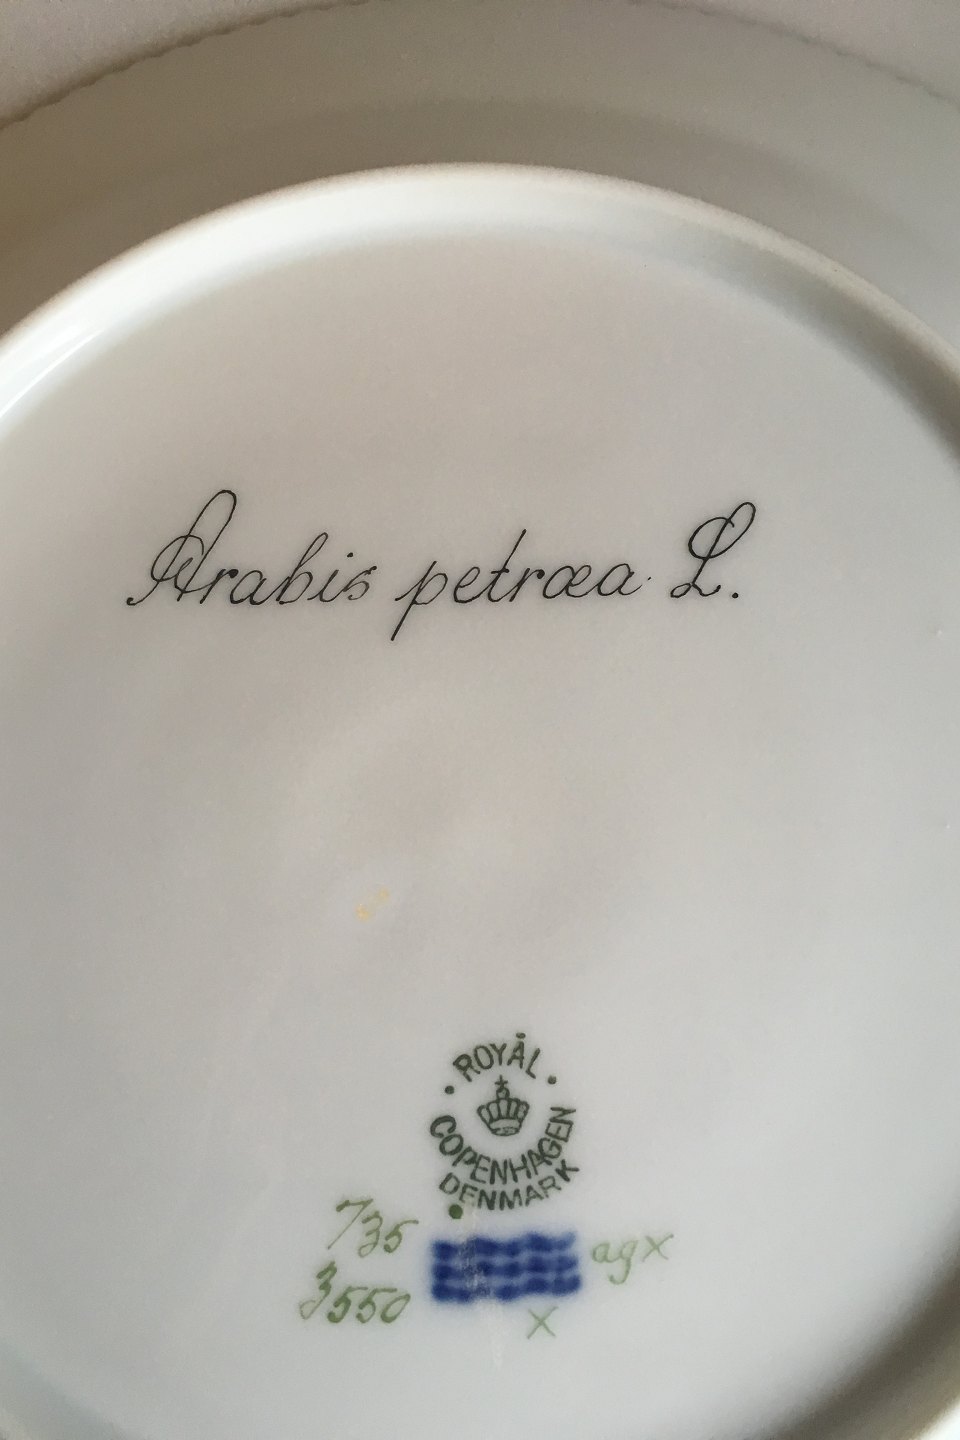 Arabis petræa L.
ROYAL
COPENHAGEN
DENMARK
735
3550
agx
x